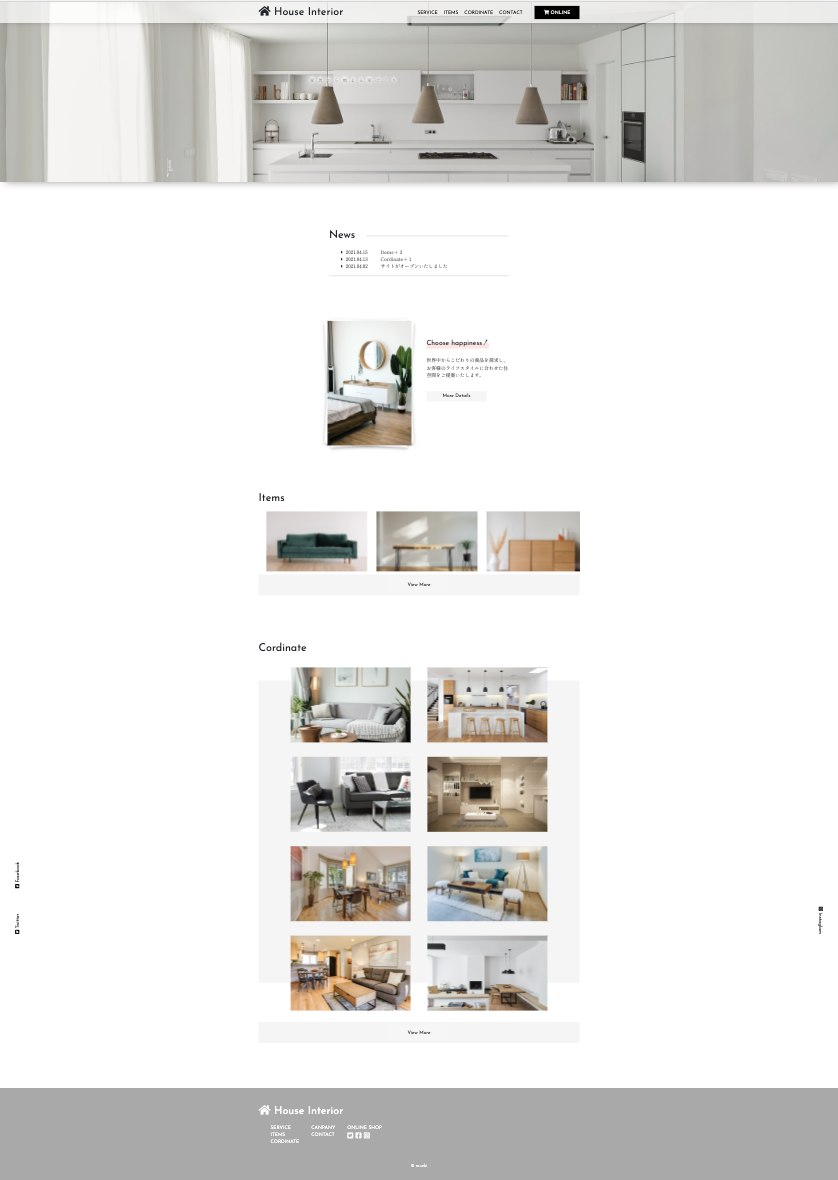 House Interior
SERVICE ITEMS CORDINATE CONTACT ONLINE
News
2021.04.15 Items + 3
2021.04.13 Cordinate + 1
2021.04.02 サイトがオープンいたしました
Choose happiness !
世界中からこだわりの商品を厳選し、
お客様のライフスタイルに合わせた住
空間をご提案いたします。
More Details
Items
View More
Cordinate
Facebook
Twitter
Instagram
View More
House Interior
SERVICE CANPANY ONLINE SHOP
ITEMS CONTACT
CORDINATE